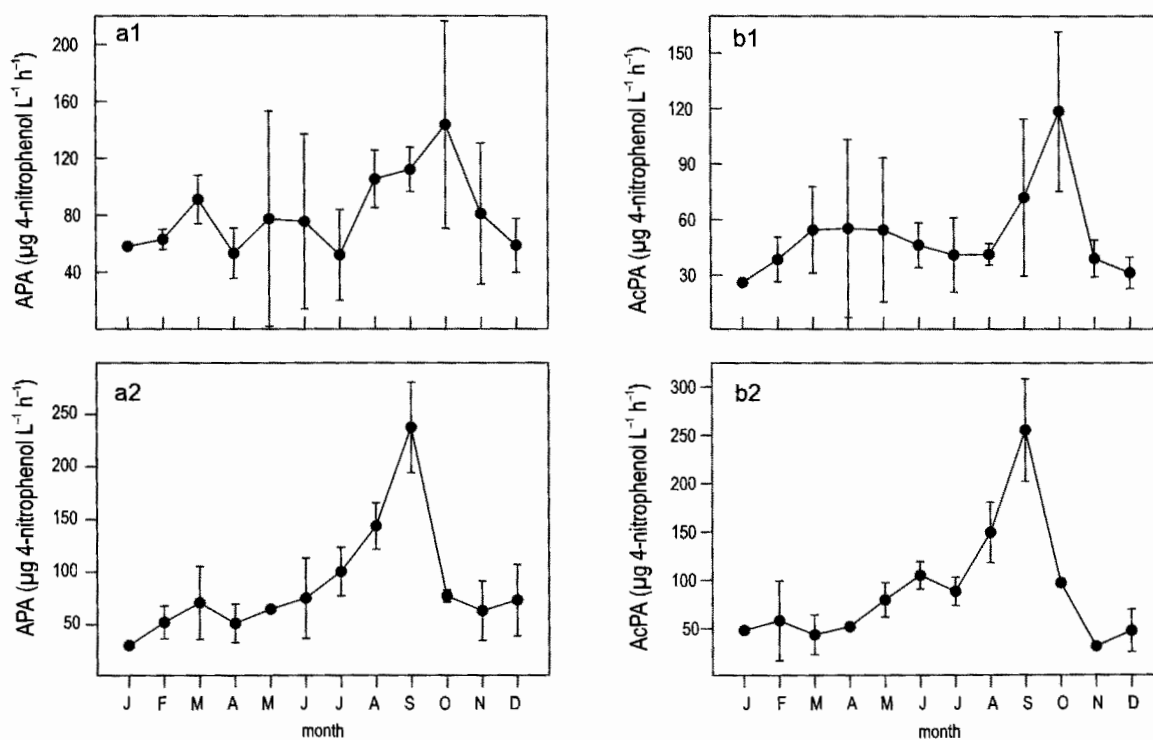 a1
APA (µg 4-nitrophenol L⁻¹ h⁻¹)
200
160
120
80
40
b1
AcPA (µg 4-nitrophenol L⁻¹ h⁻¹)
150
120
90
60
30
a2
APA (µg 4-nitrophenol L⁻¹ h⁻¹)
250
200
150
100
50
J F M A M J J A S O N D
month
b2
AcPA (µg 4-nitrophenol L⁻¹ h⁻¹)
300
250
200
150
100
50
J F M A M J J A S O N D
month